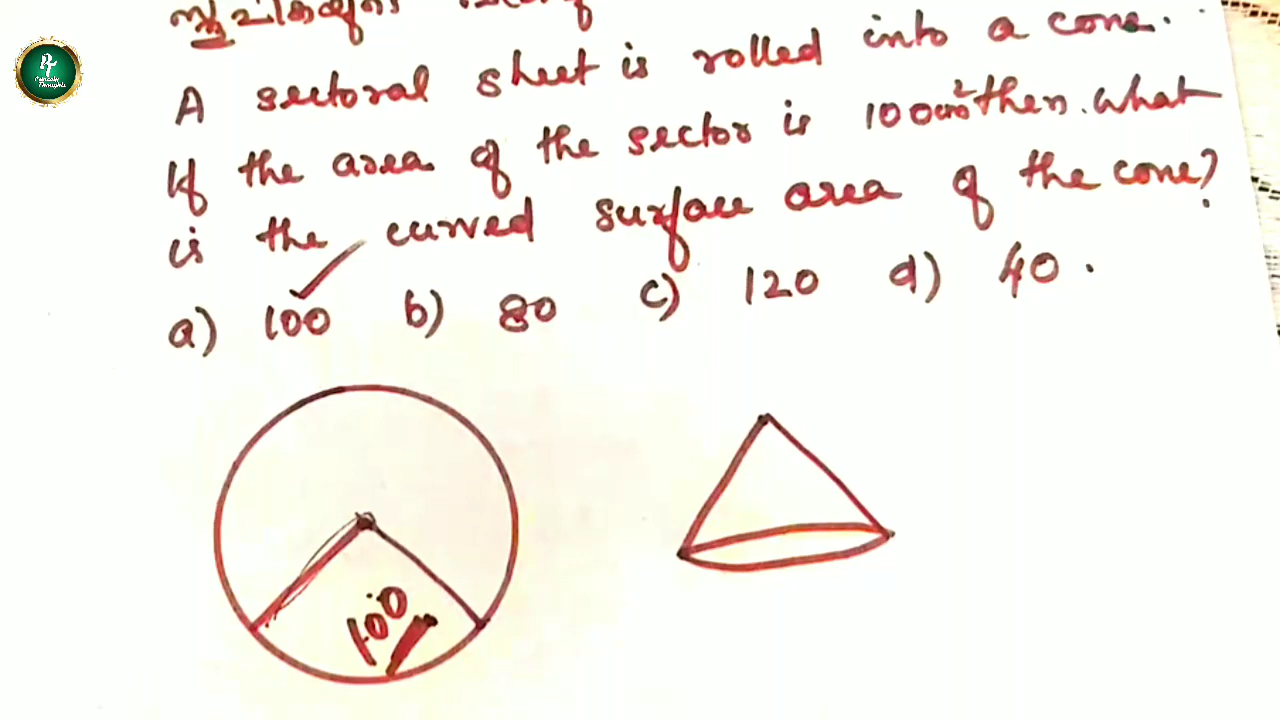 A sectoral sheet is rolled into a cone.
If the area of the sector is 100cm² then what
is the curved surface area of the cone?
a) 100 b) 80 c) 120 d) 40.
100